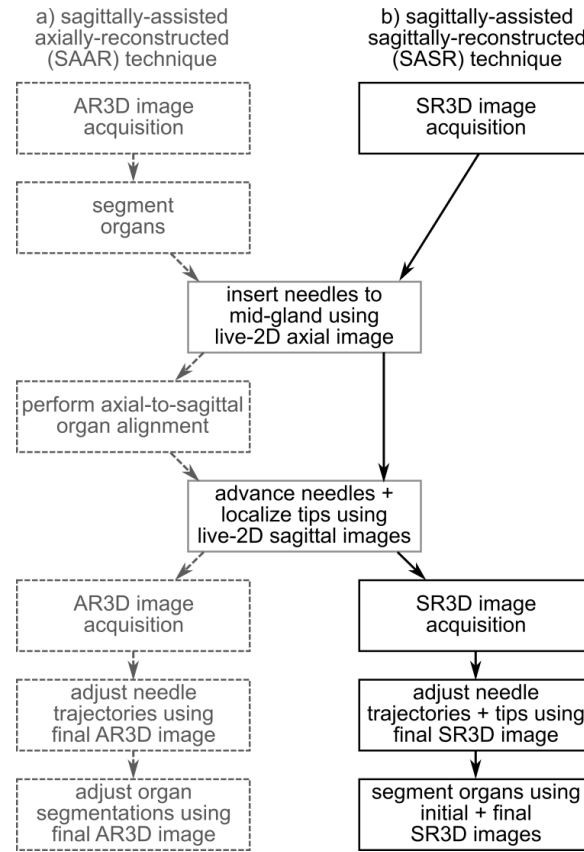 a) sagittally-assisted
axially-reconstructed
(SAAR) technique
b) sagittally-assisted
sagittally-reconstructed
(SASR) technique
AR3D image
acquisition
SR3D image
acquisition
segment
organs
insert needles to
mid-gland using
live-2D axial image
perform axial-to-sagittal
organ alignment
advance needles +
localize tips using
live-2D sagittal images
AR3D image
acquisition
SR3D image
acquisition
adjust needle
trajectories using
final AR3D image
adjust needle
trajectories + tips using
final SR3D image
adjust organ
segmentations using
final AR3D image
segment organs using
initial + final
SR3D images